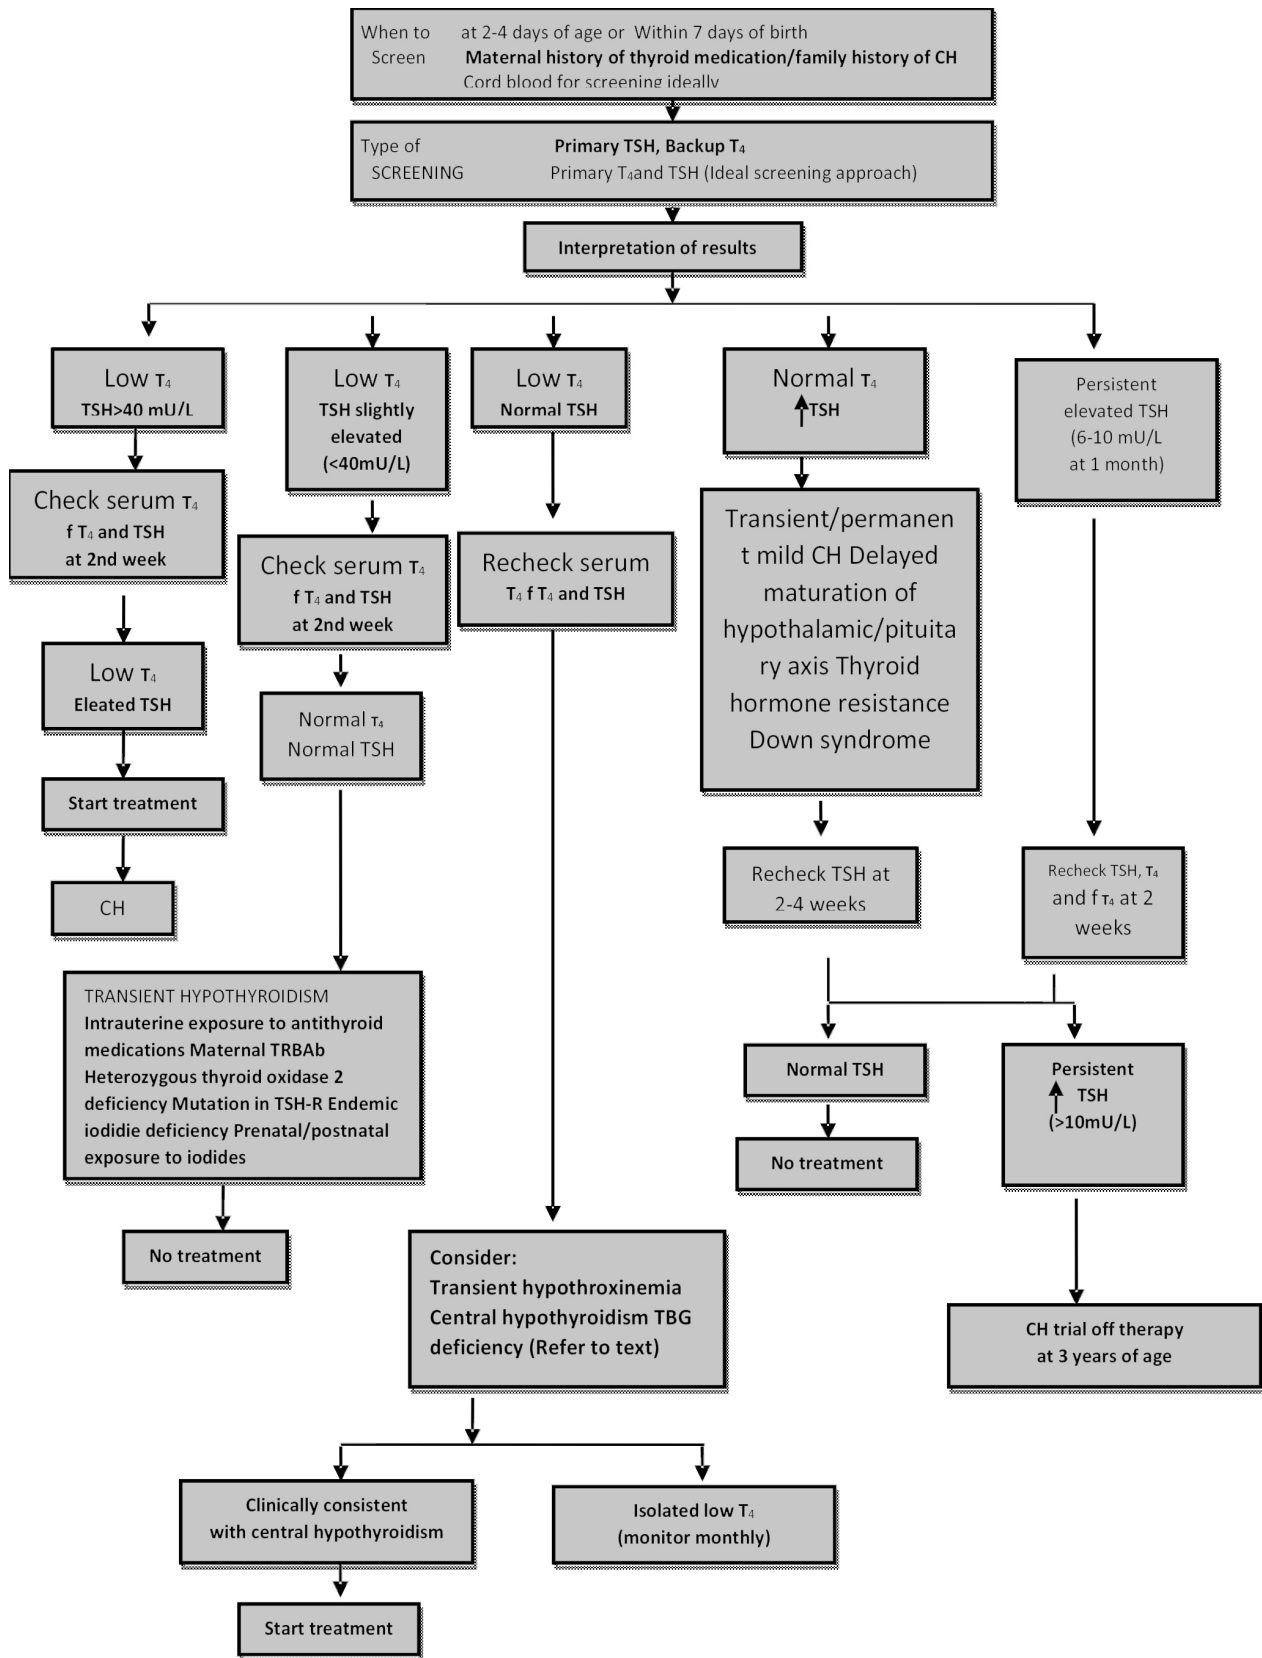 When to at 2-4 days of age or Within 7 days of birth
Screen Maternal history of thyroid medication/family history of CH
Cord blood for screening ideally
Type of Primary TSH, Backup T₄
SCREENING Primary T₄and TSH (Ideal screening approach)
Interpretation of results
Low T₄
TSH>40 mU/L
Check serum T₄
f T₄ and TSH
at 2nd week
Low T₄
Eleated TSH
Start treatment
CH
Low T₄
TSH slightly
elevated
(<40mU/L)
Check serum T₄
f T₄ and TSH
at 2nd week
Normal T₄
Normal TSH
TRANSIENT HYPOTHYROIDISM
Intrauterine exposure to antithyroid
medications Maternal TRBAb
Heterozygous thyroid oxidase 2
deficiency Mutation in TSH-R Endemic
iodidie deficiency Prenatal/postnatal
exposure to iodides
No treatment
Low T₄
Normal TSH
Recheck serum
T₄ f T₄ and TSH
Consider:
Transient hypothroxinemia
Central hypothyroidism TBG
deficiency (Refer to text)
Clinically consistent
with central hypothyroidism
Start treatment
Isolated low T₄
(monitor monthly)
Normal T₄
↑ TSH
Transient/permanen
t mild CH Delayed
maturation of
hypothalamic/pituita
ry axis Thyroid
hormone resistance
Down syndrome
Recheck TSH at
2-4 weeks
Normal TSH
No treatment
Persistent
elevated TSH
(6-10 mU/L
at 1 month)
Recheck TSH, T₄
and f T₄ at 2
weeks
Persistent
↑ TSH
(>10mU/L)
CH trial off therapy
at 3 years of age